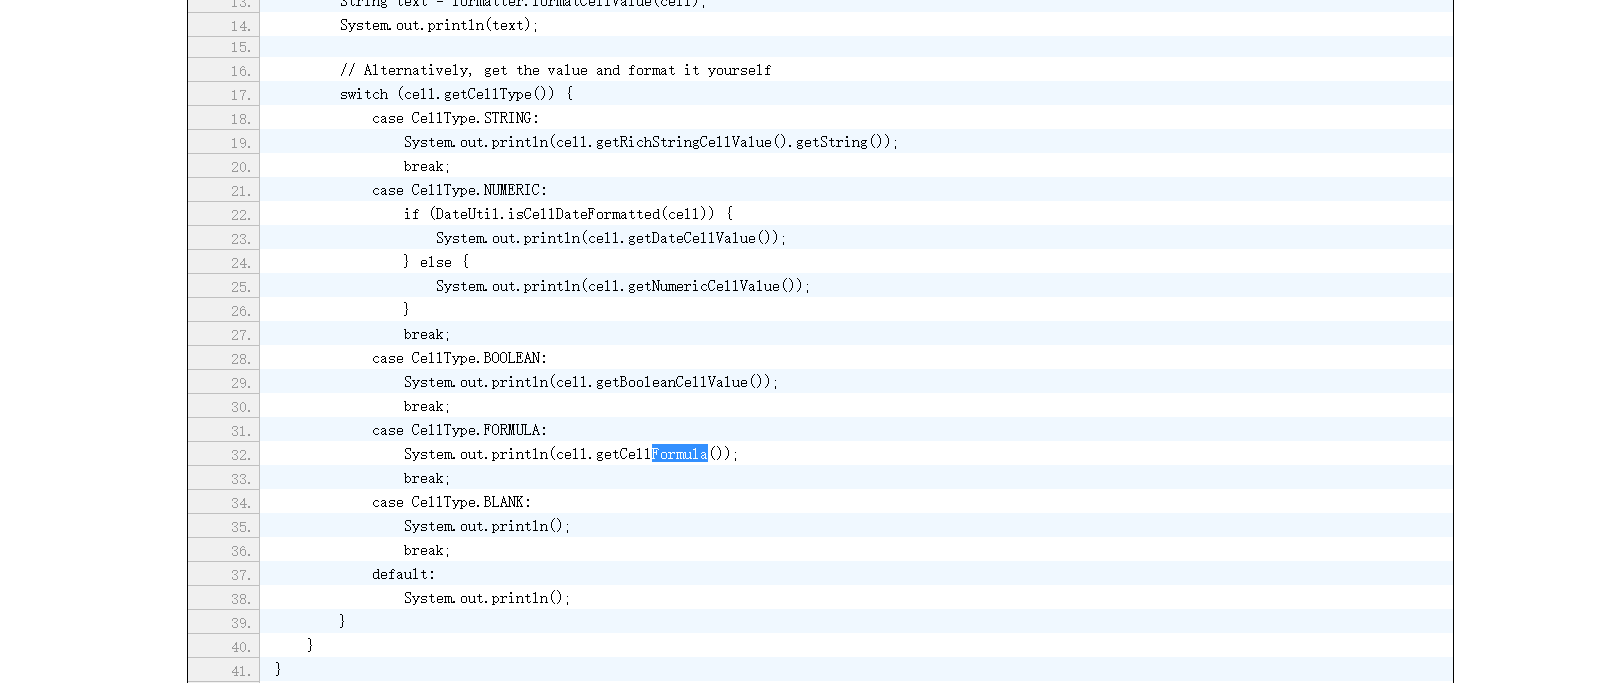 13. String text = formatter.formatCellValue(cell);
14. System.out.println(text);
15.
16. // Alternatively, get the value and format it yourself
17. switch (cell.getCellType()) {
18. case CellType.STRING:
19. System.out.println(cell.getRichStringCellValue().getString());
20. break;
21. case CellType.NUMERIC:
22. if (DateUtil.isCellDateFormatted(cell)) {
23. System.out.println(cell.getDateCellValue());
24. } else {
25. System.out.println(cell.getNumericCellValue());
26. }
27. break;
28. case CellType.BOOLEAN:
29. System.out.println(cell.getBooleanCellValue());
30. break;
31. case CellType.FORMULA:
32. System.out.println(cell.getCellFormula());
33. break;
34. case CellType.BLANK:
35. System.out.println();
36. break;
37. default:
38. System.out.println();
39. }
40. }
41. }